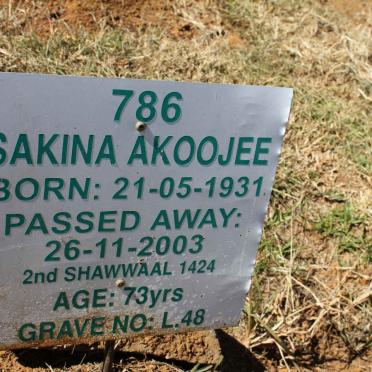 786
SAKINA AKOOJEE
BORN: 21-05-1931
PASSED AWAY:
26-11-2003
2nd SHAWWAAL 1424
AGE: 73yrs
GRAVE NO: L.48